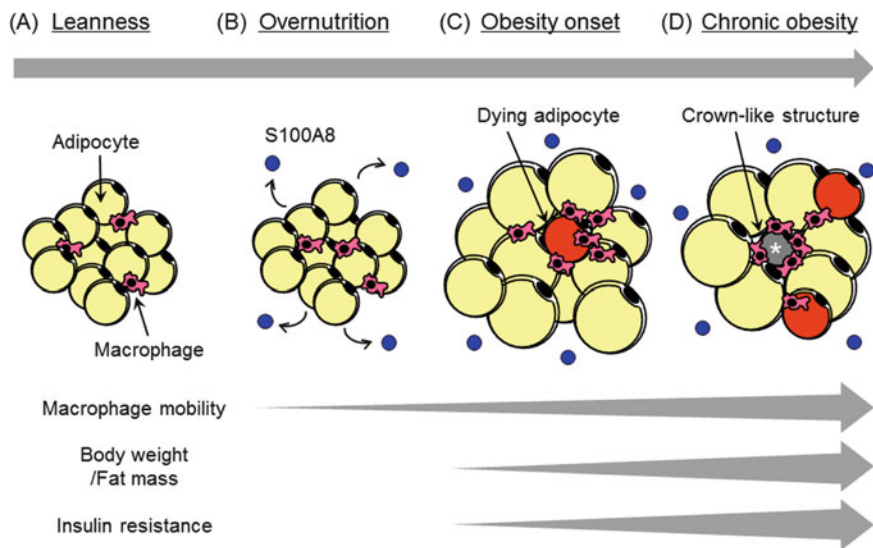 (A) Leanness
(B) Overnutrition
(C) Obesity onset
(D) Chronic obesity
S100A8
Dying adipocyte
Crown-like structure
Adipocyte
*
Macrophage
Macrophage mobility
Body weight
/Fat mass
Insulin resistance